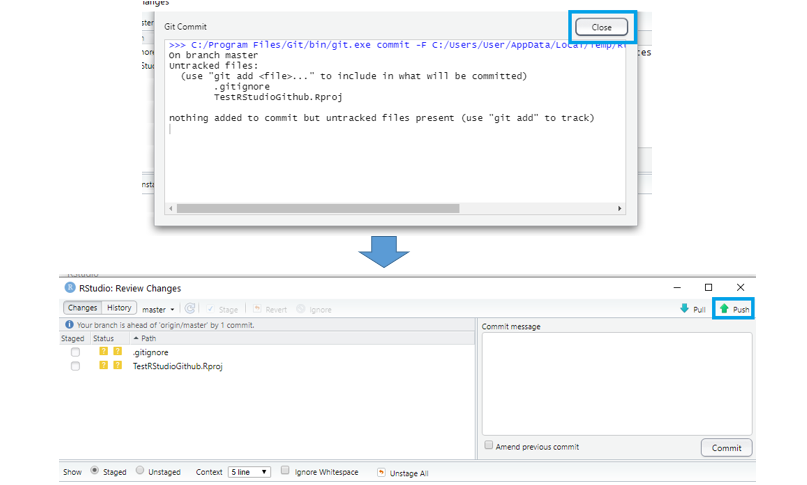 Git Commit
Close
>>> C:/Program Files/Git/bin/git.exe commit -F C:/Users/User/AppData/Local/Temp/R
On branch master
Untracked files:
(use "git add <file>..." to include in what will be committed)
.gitignore
TestRStudioGithub.Rproj
nothing added to commit but untracked files present (use "git add" to track)
RStudio: Review Changes
Changes History master Stage Revert Ignore Pull Push
Your branch is ahead of 'origin/master' by 1 commit.
Commit message
Staged Status Path
.gitignore
TestRStudioGithub.Rproj
Amend previous commit
Commit
Show Staged Unstaged Context 5 line Ignore Whitespace Unstage All